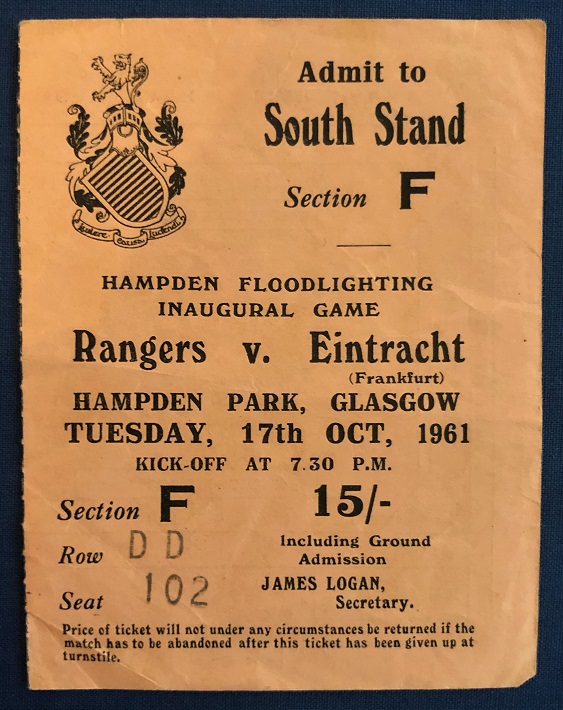 Admit to
South Stand
Section F
Ludere Causa Ludendi
HAMPDEN FLOODLIGHTING
INAUGURAL GAME
Rangers v. Eintracht
(Frankfurt)
HAMPDEN PARK, GLASGOW
TUESDAY, 17th OCT, 1961
KICK-OFF AT 7.30 P.M.
Section F 15/-
Including Ground
Admission
Row DD
Seat 102
JAMES LOGAN,
Secretary.
Price of ticket will not under any circumstances be returned if the
match has to be abandoned after this ticket has been given up at
turnstile.